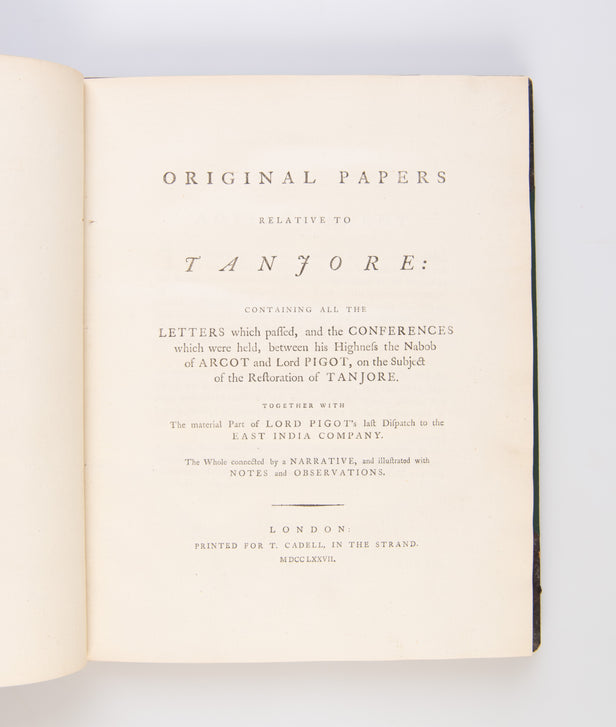 ORIGINAL PAPERS
RELATIVE TO
TANJORE:
CONTAINING ALL THE
LETTERS which paſſed, and the CONFERENCES
which were held, between his Highneſs the Nabob
of ARCOT and Lord PIGOT, on the Subject
of the Reſtoration of TANJORE.
TOGETHER WITH
The material Part of LORD PIGOT's laſt Diſpatch to the
EAST INDIA COMPANY.
The Whole connected by a NARRATIVE, and illuſtrated with
NOTES and OBSERVATIONS.
LONDON:
PRINTED FOR T. CADELL, IN THE STRAND.
MDCCLXXVII.